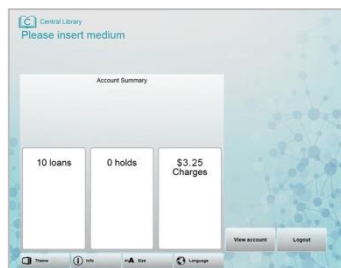 C Central Library
Please insert medium
Account Summary
10 loans
0 holds
$3.25
Charges
View account
Logout
Theme
Info
A Size
Language